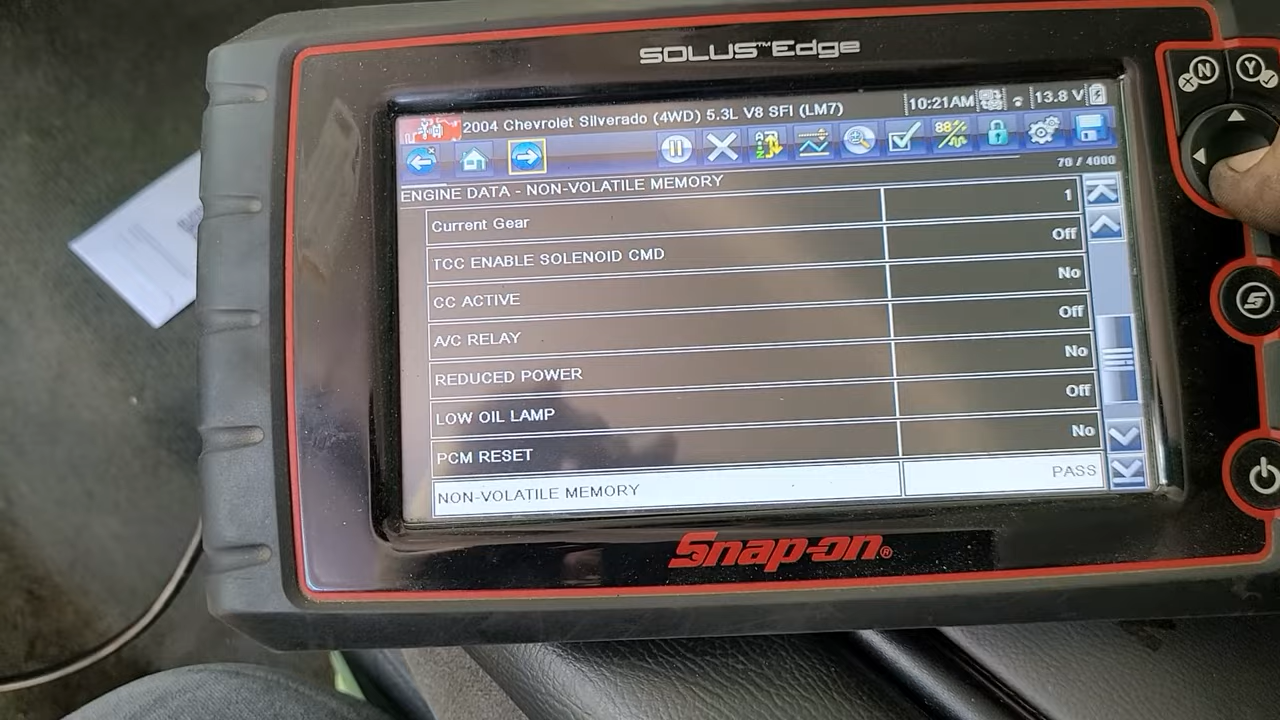 SOLUS™ Edge
2004 Chevrolet Silverado (4WD) 5.3L V8 SFI (LM7) 10:21AM 13.8 V
88%
70 / 4000
ENGINE DATA - NON-VOLATILE MEMORY
Current Gear 1
TCC ENABLE SOLENOID CMD Off
CC ACTIVE No
A/C RELAY Off
REDUCED POWER No
LOW OIL LAMP Off
PCM RESET No
NON-VOLATILE MEMORY PASS
Snap-on®
N
Y
S